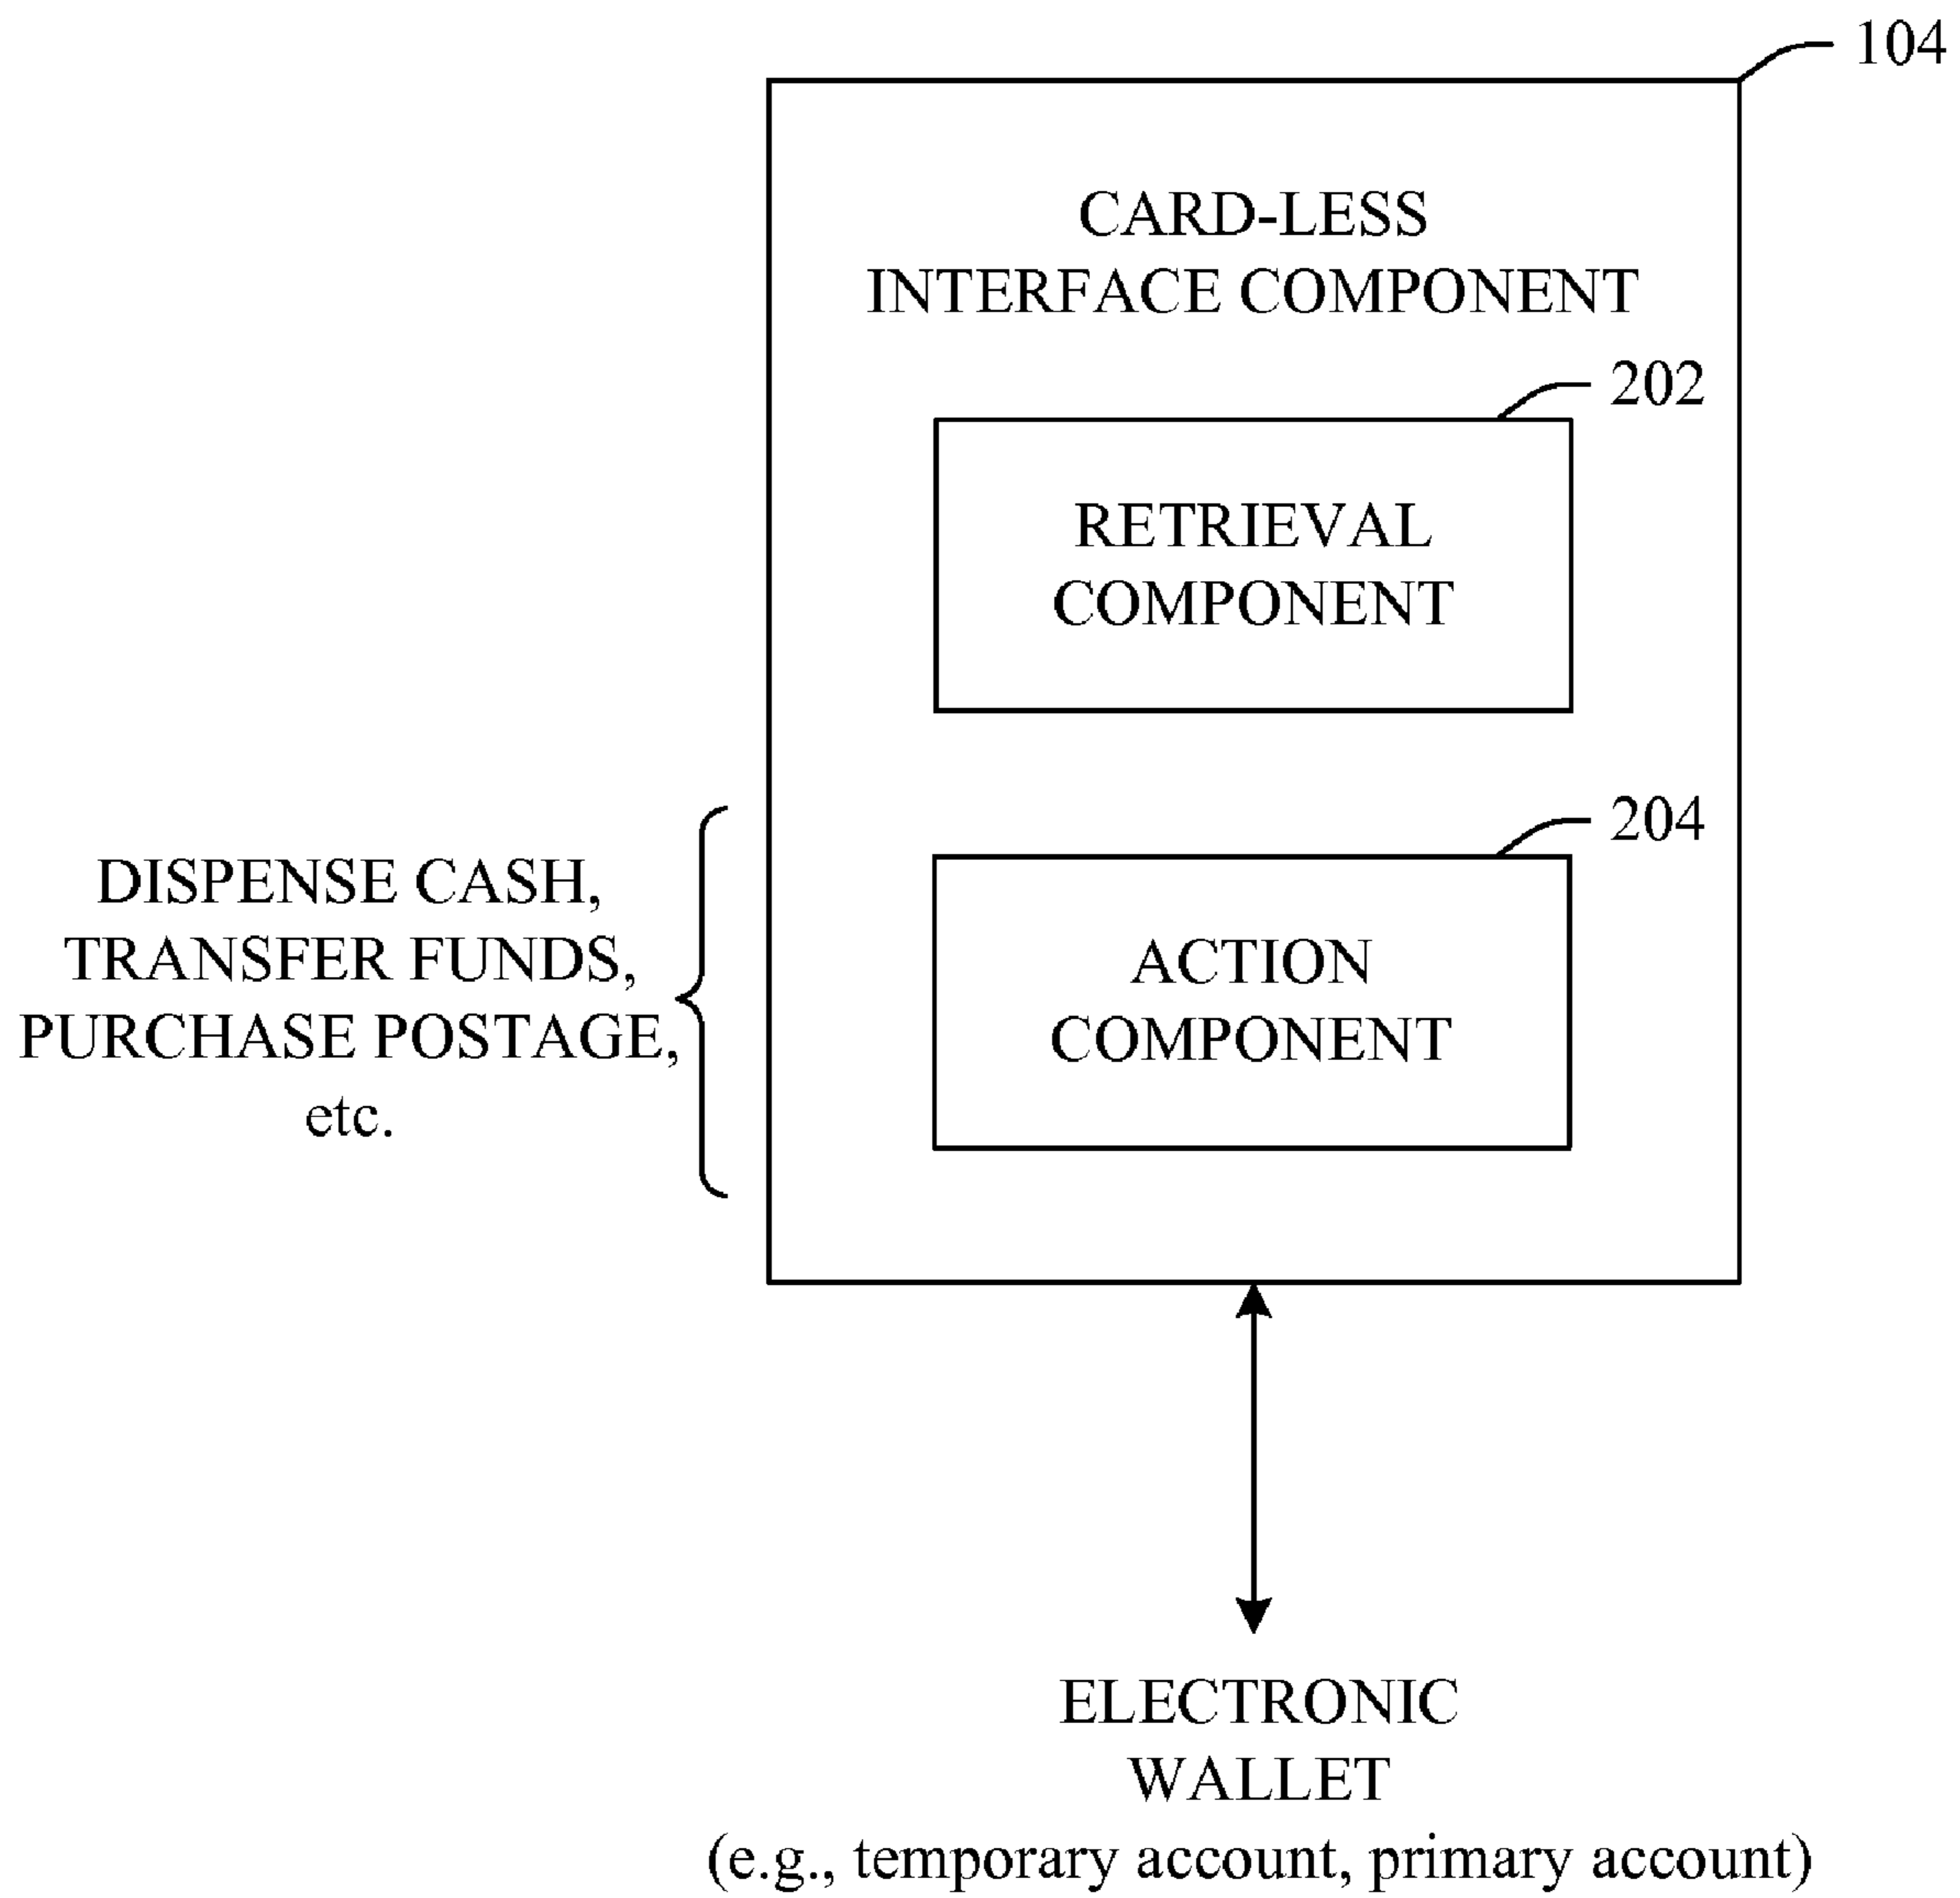 104
CARD-LESS
INTERFACE COMPONENT
202
RETRIEVAL
COMPONENT
204
DISPENSE CASH,
TRANSFER FUNDS,
PURCHASE POSTAGE,
etc.
ACTION
COMPONENT
ELECTRONIC
WALLET
(e.g., temporary account, primary account)